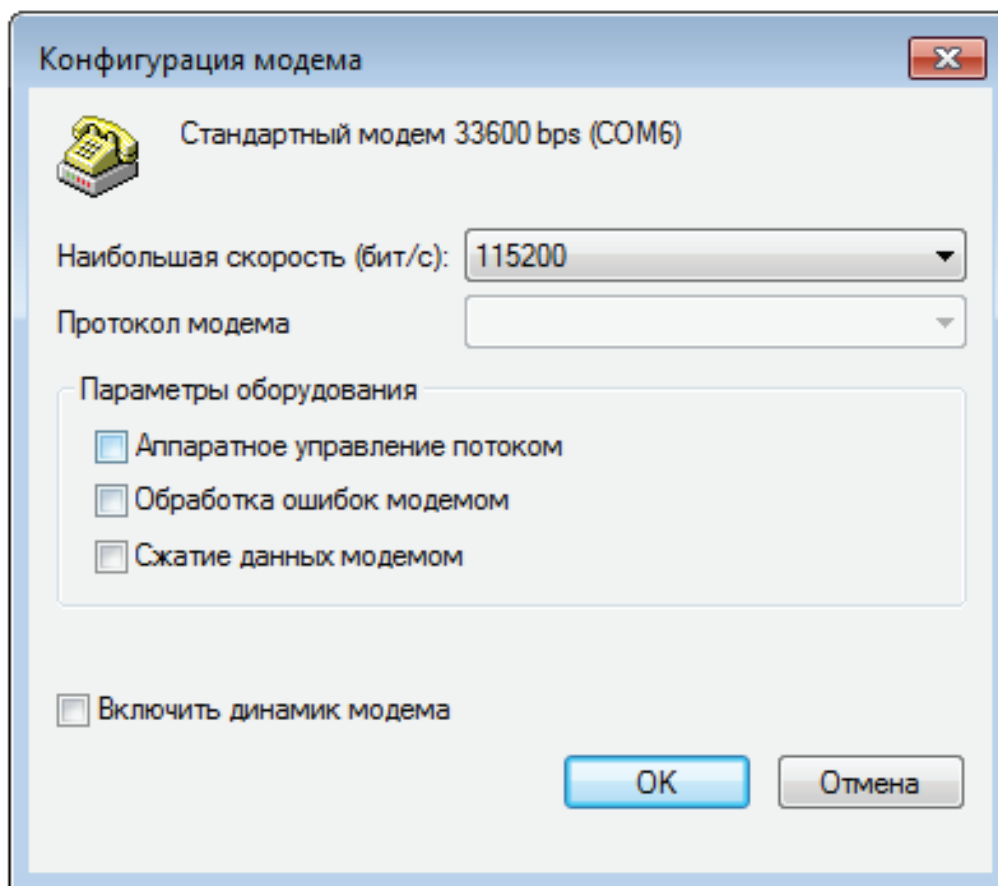 Конфигурация модема
Стандартный модем 33600 bps (COM6)
Наибольшая скорость (бит/с): 115200
Протокол модема
Параметры оборудования
Аппаратное управление потоком
Обработка ошибок модемом
Сжатие данных модемом
Включить динамик модема
OK Отмена